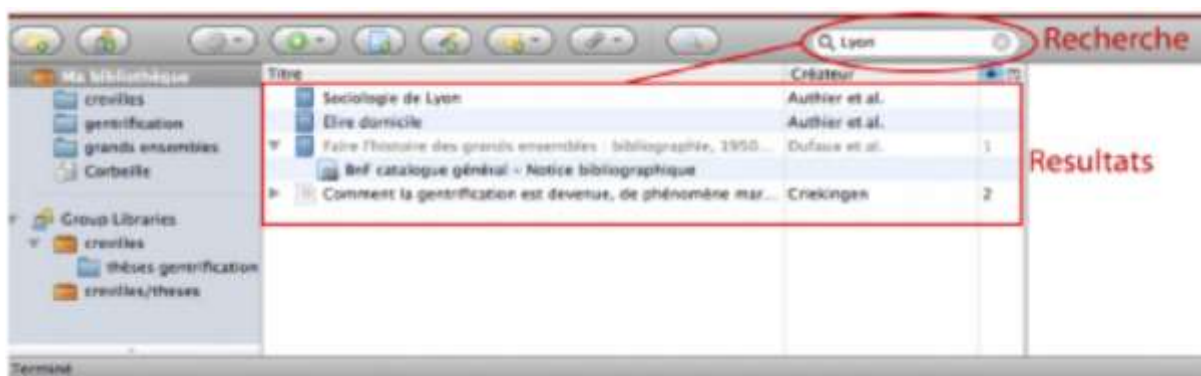 Lyon
Recherche
Ma bibliothèque
crevilles
gentrification
grands ensembles
Corbeille
Group Libraries
crevilles
thèses gentrification
crevilles/theses
Titre Créateur
Sociologie de Lyon Authier et al.
Elire domicile Authier et al.
Faire l'histoire des grands ensembles : bibliographie, 1950... Dufaux et al. 1
BnF catalogue général - Notice bibliographique
Comment la gentrification est devenue, de phénomène mar... Criekingen 2
Resultats
Terminé